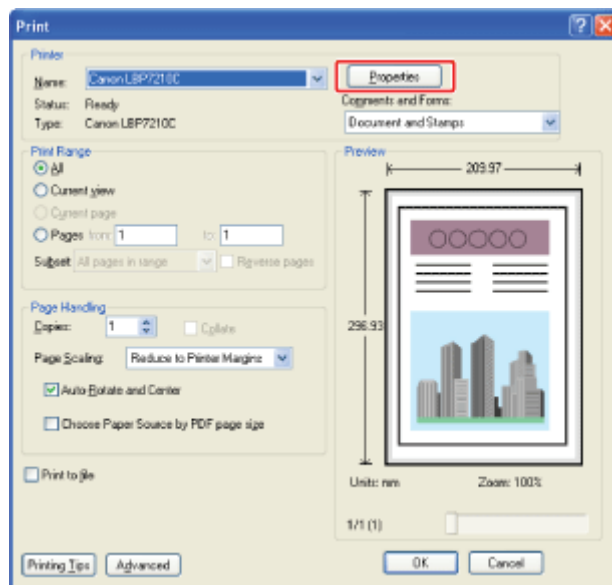 Print
Printer
Name: Canon LBP7210C
Properties
Status: Ready
Comments and Forms:
Type: Canon LBP7210C
Document and Stamps
Print Range
All
Current view
Current page
Pages from: 1 to: 1
Subset: All pages in range Reverse pages
Page Handling
Copies: 1 Collate
Page Scaling: Reduce to Printer Margins
Auto-Rotate and Center
Choose Paper Source by PDF page size
Print to file
Preview
209.97
296.93
Units: mm Zoom: 100%
1/1 (1)
Printing Tips Advanced OK Cancel